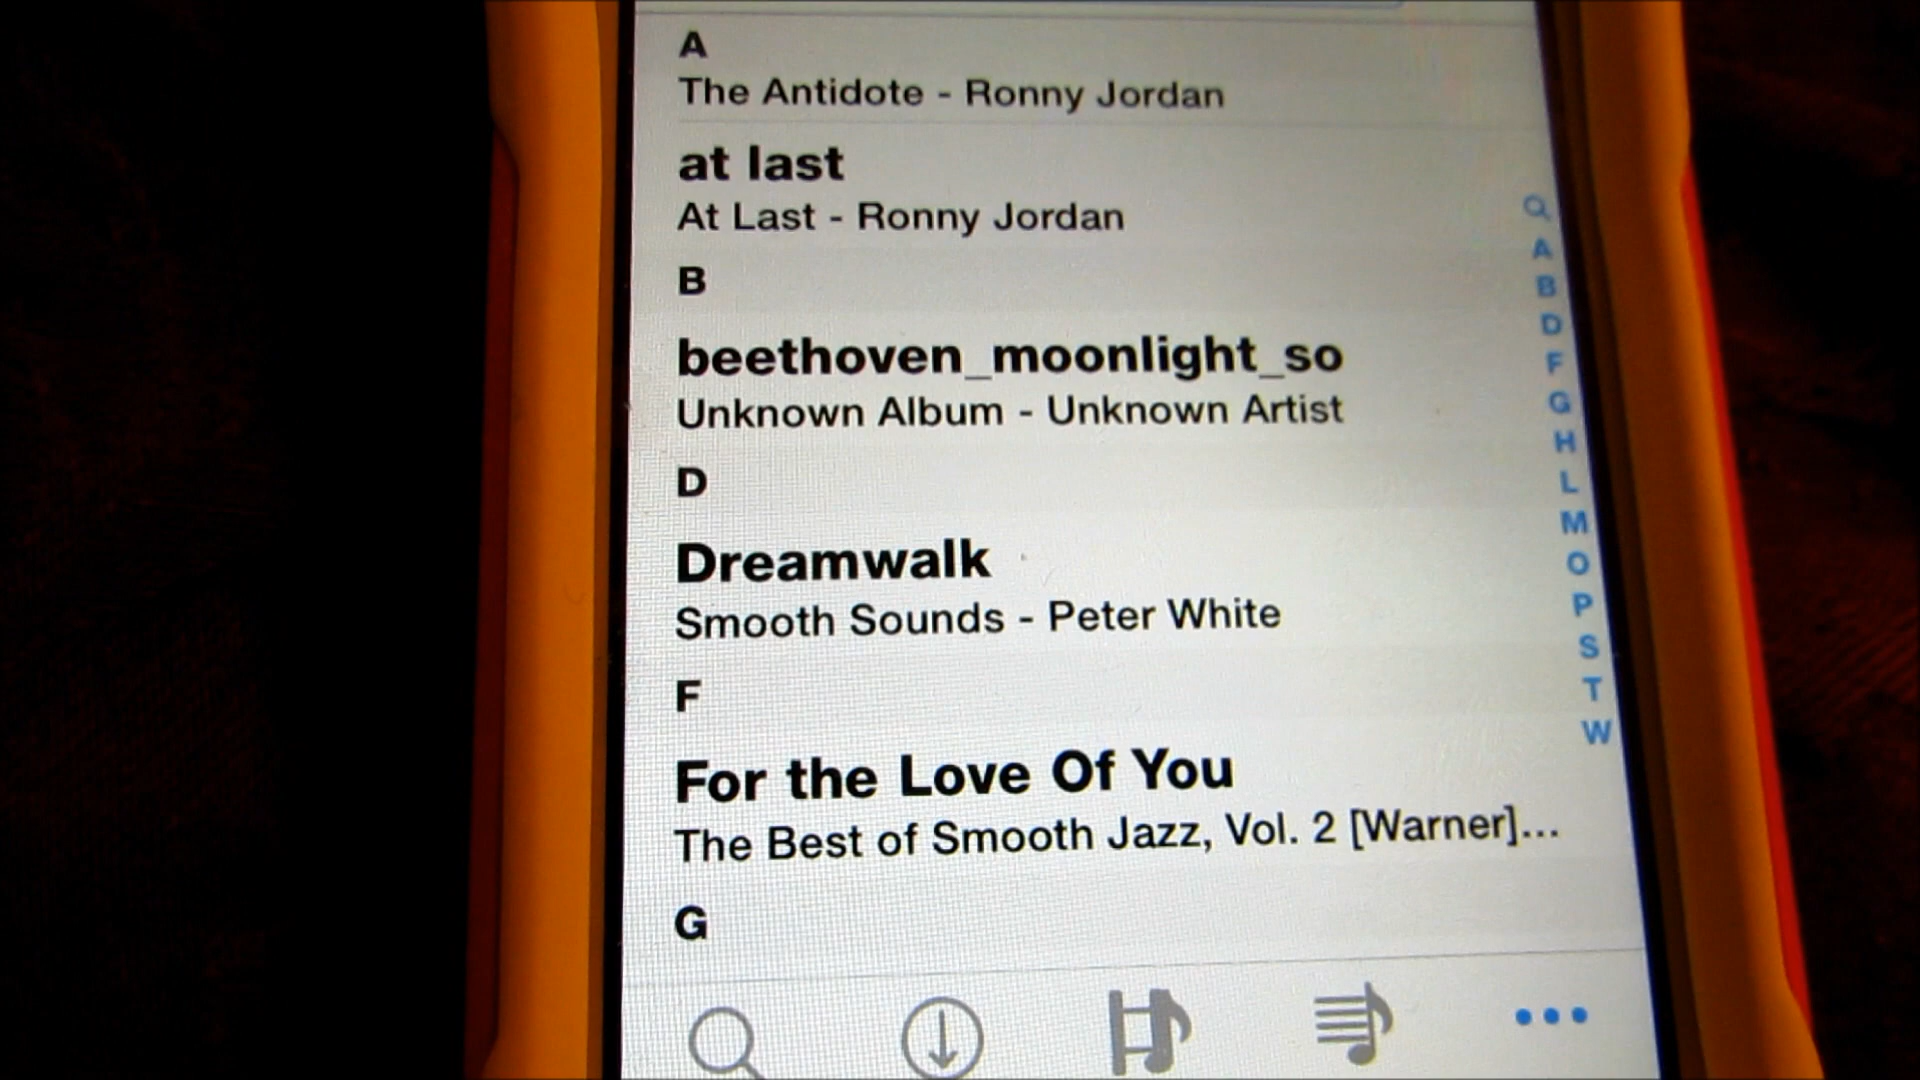 A
The Antidote - Ronny Jordan
at last
At Last - Ronny Jordan
B
beethoven_moonlight_so
Unknown Album - Unknown Artist
D
Dreamwalk
Smooth Sounds - Peter White
F
For the Love Of You
The Best of Smooth Jazz, Vol. 2 [Warner]...
G
A
B
D
F
G
H
L
M
O
P
S
T
W